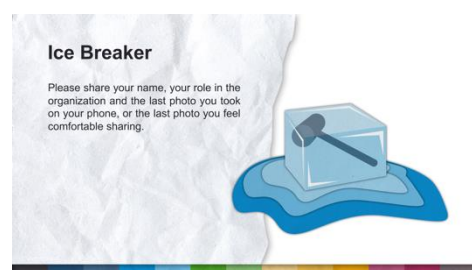 Ice Breaker
Please share your name, your role in the
organization and the last photo you took
on your phone, or the last photo you feel
comfortable sharing.